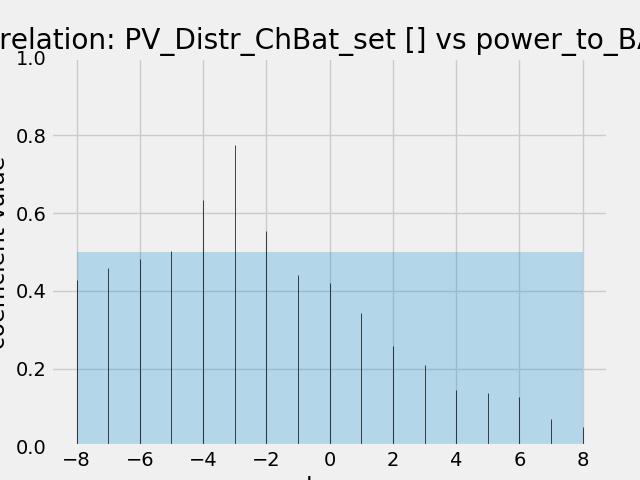 relation: PV_Distr_ChBat_set [] vs power_to_BA
1.0
0.8
0.6
0.4
0.2
0.0
coefficient value
−8 −6 −4 −2 0 2 4 6 8